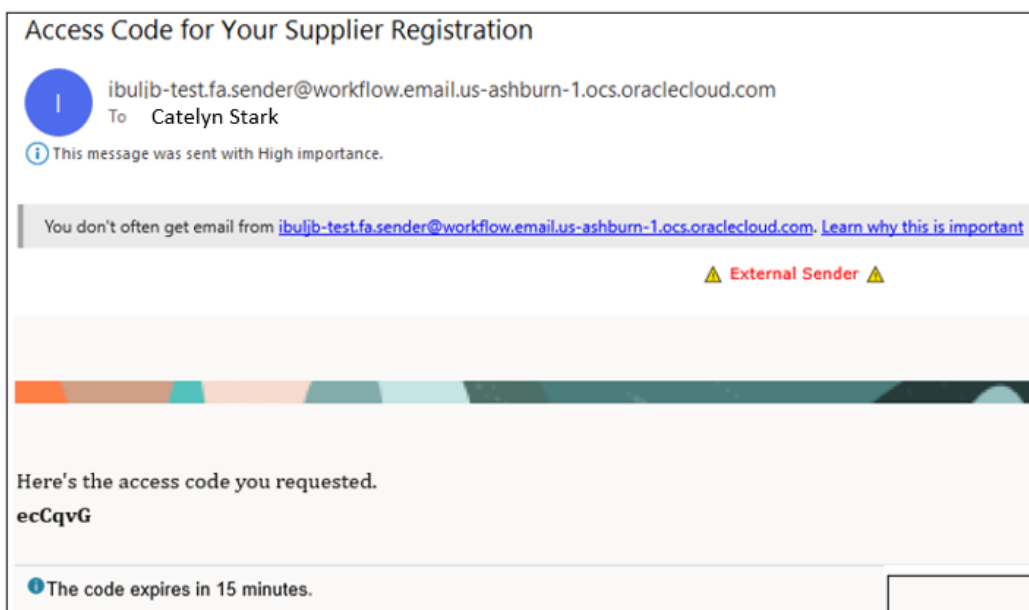 Access Code for Your Supplier Registration
I
ibuljb-test.fa.sender@workflow.email.us-ashburn-1.ocs.oraclecloud.com
To Catelyn Stark
i This message was sent with High importance.
You don't often get email from ibuljb-test.fa.sender@workflow.email.us-ashburn-1.ocs.oraclecloud.com. Learn why this is important
External Sender
Here's the access code you requested.
ecCqvG
The code expires in 15 minutes.